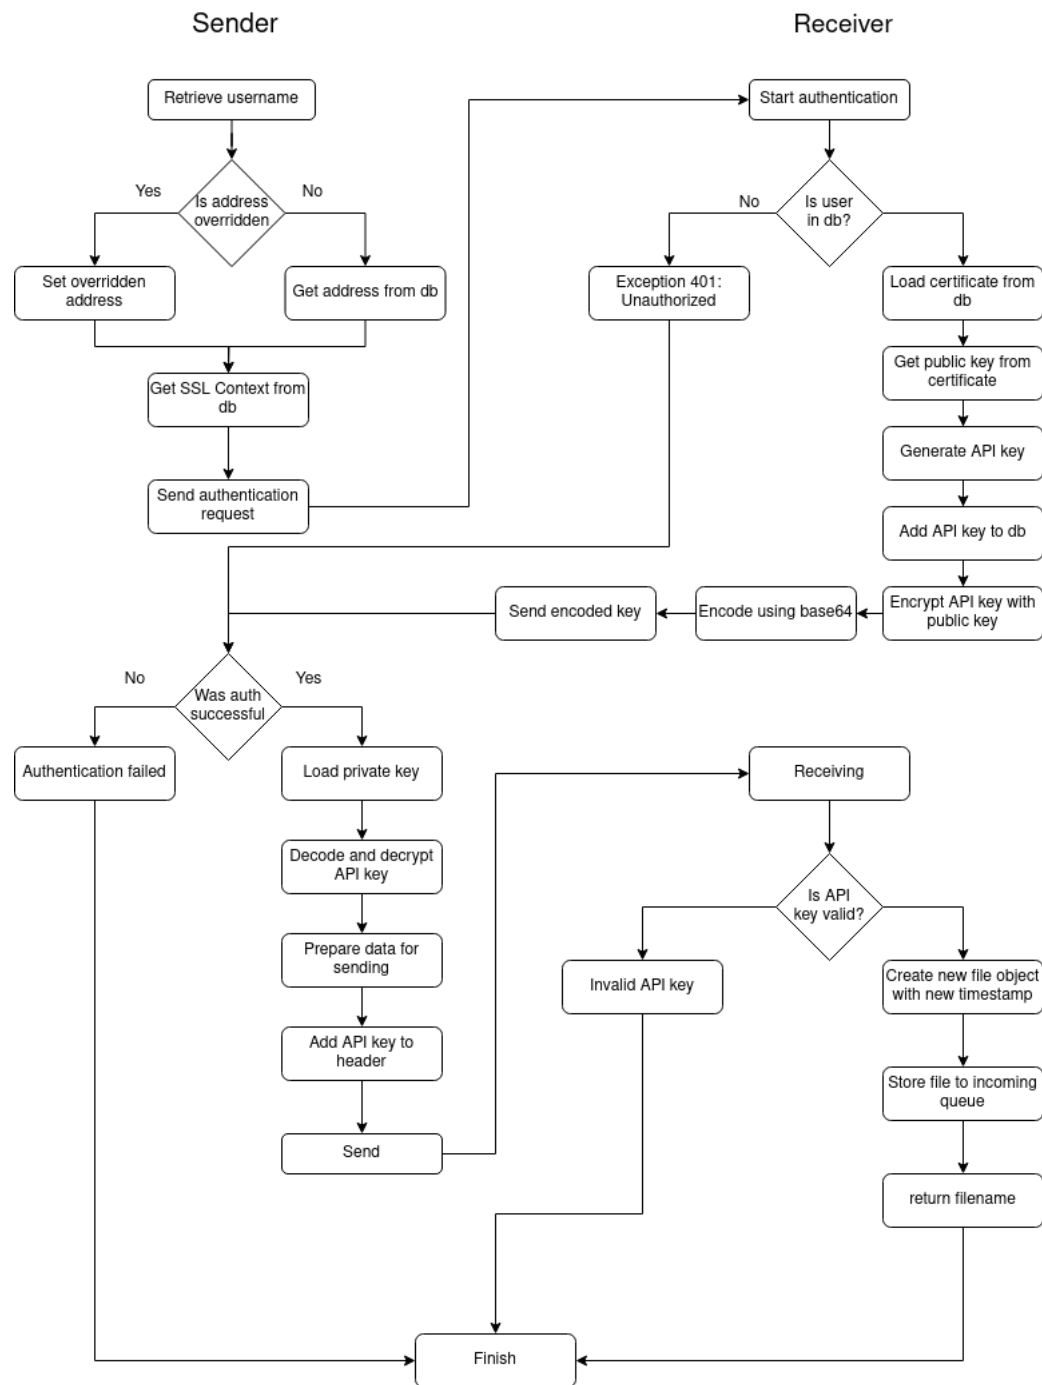 Sender
Receiver
Retrieve username
Start authentication
Yes
No
Is address
overridden
No
Is user
in db?
Set overridden
address
Get address from db
Exception 401:
Unauthorized
Load certificate from
db
Get SSL Context from
db
Get public key from
certificate
Generate API key
Send authentication
request
Add API key to db
Send encoded key
Encode using base64
Encrypt API key with
public key
No
Yes
Was auth
successful
Authentication failed
Load private key
Receiving
Decode and decrypt
API key
Is API
key valid?
Prepare data for
sending
Invalid API key
Create new file object
with new timestamp
Add API key to
header
Store file to incoming
queue
Send
return filename
Finish